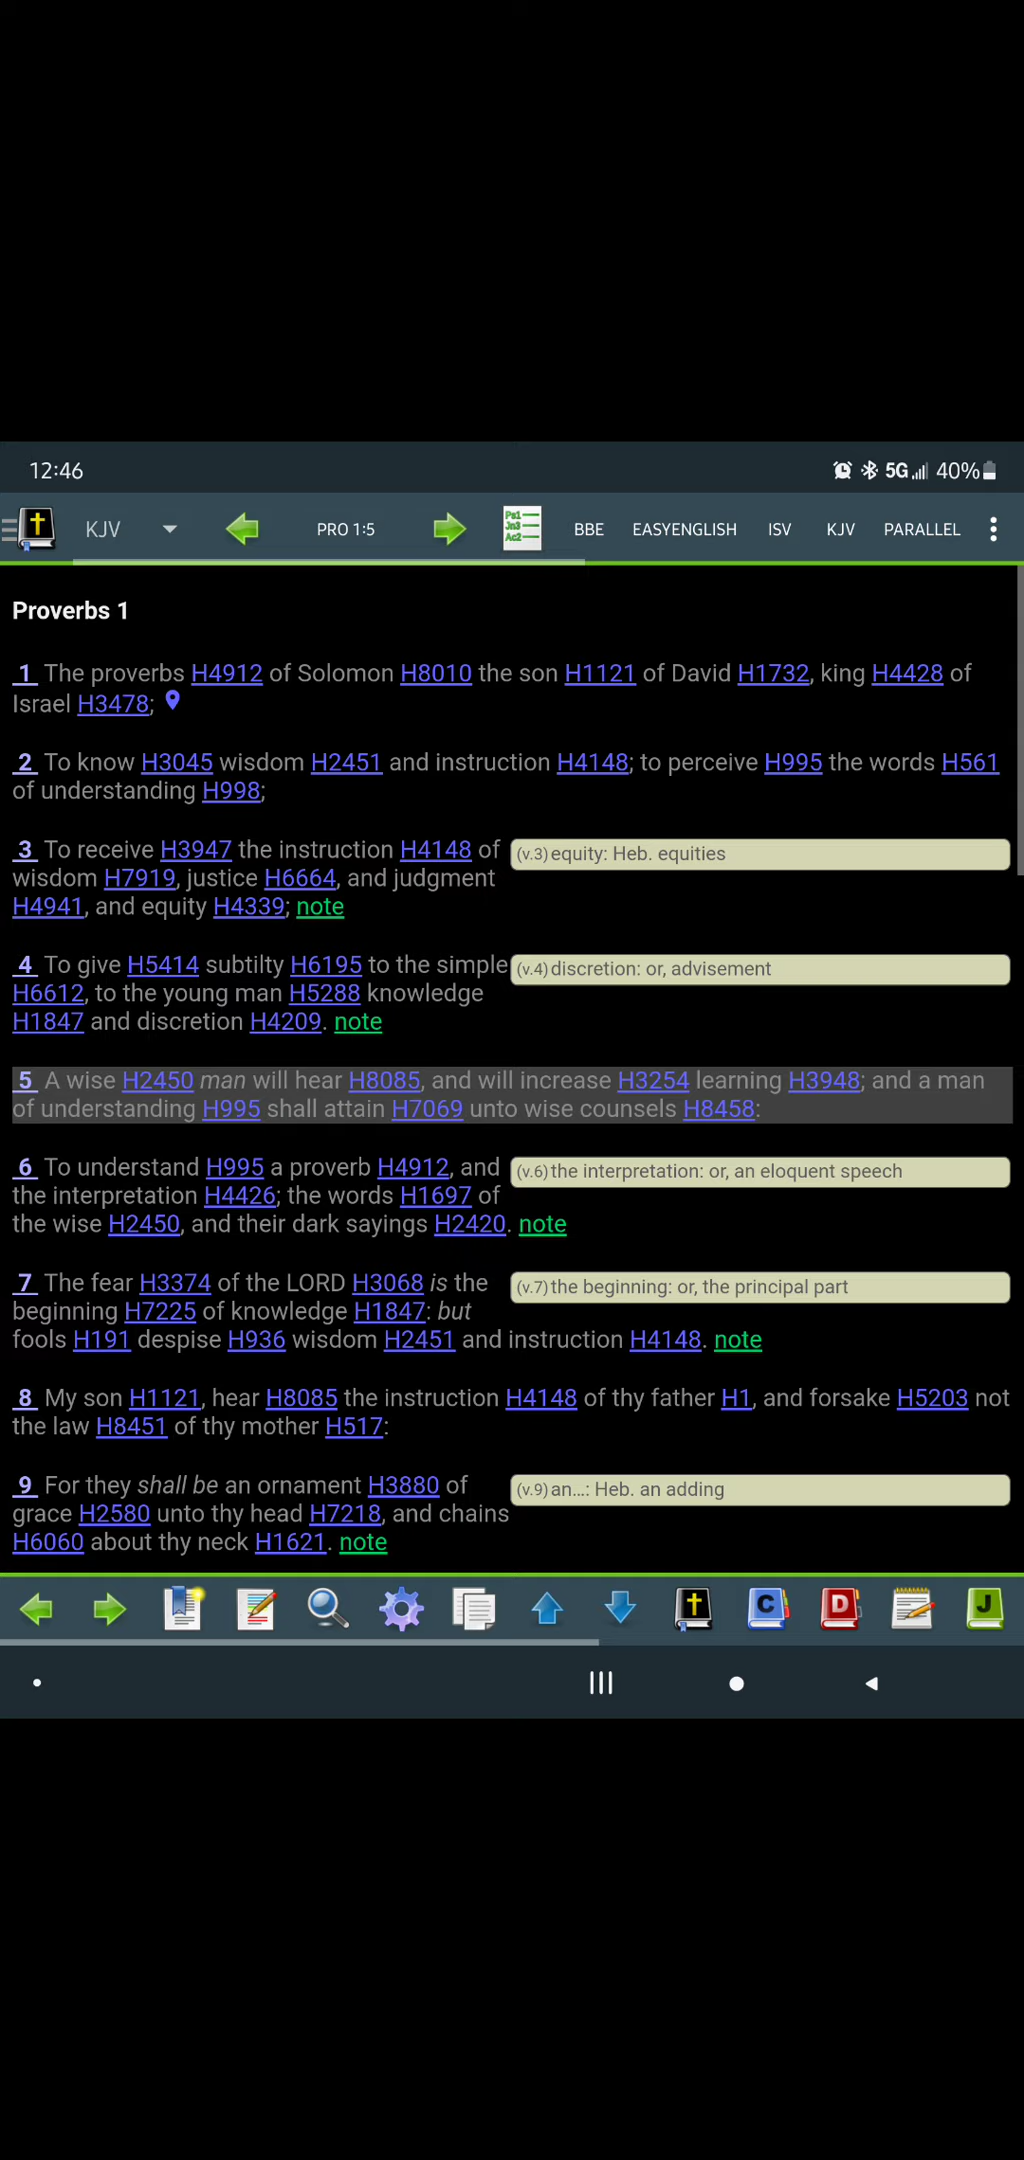 12:46 5G 40%
KJV PRO 1:5 Ps1 Jn3 Ac2 BBE EASYENGLISH ISV KJV PARALLEL
Proverbs 1
1 The proverbs H4912 of Solomon H8010 the son H1121 of David H1732, king H4428 of
Israel H3478;
2 To know H3045 wisdom H2451 and instruction H4148; to perceive H995 the words H561
of understanding H998;
3 To receive H3947 the instruction H4148 of
wisdom H7919, justice H6664, and judgment
H4941, and equity H4339; note
(v.3) equity: Heb. equities
4 To give H5414 subtilty H6195 to the simple
H6612, to the young man H5288 knowledge
H1847 and discretion H4209. note
(v.4) discretion: or, advisement
5 A wise H2450 man will hear H8085, and will increase H3254 learning H3948; and a man
of understanding H995 shall attain H7069 unto wise counsels H8458:
6 To understand H995 a proverb H4912, and
the interpretation H4426; the words H1697 of
the wise H2450, and their dark sayings H2420. note
(v.6) the interpretation: or, an eloquent speech
7 The fear H3374 of the LORD H3068 is the
beginning H7225 of knowledge H1847: but
fools H191 despise H936 wisdom H2451 and instruction H4148. note
(v.7) the beginning: or, the principal part
8 My son H1121, hear H8085 the instruction H4148 of thy father H1, and forsake H5203 not
the law H8451 of thy mother H517:
9 For they shall be an ornament H3880 of
grace H2580 unto thy head H7218, and chains
H6060 about thy neck H1621. note
(v.9) an...: Heb. an adding
C D J